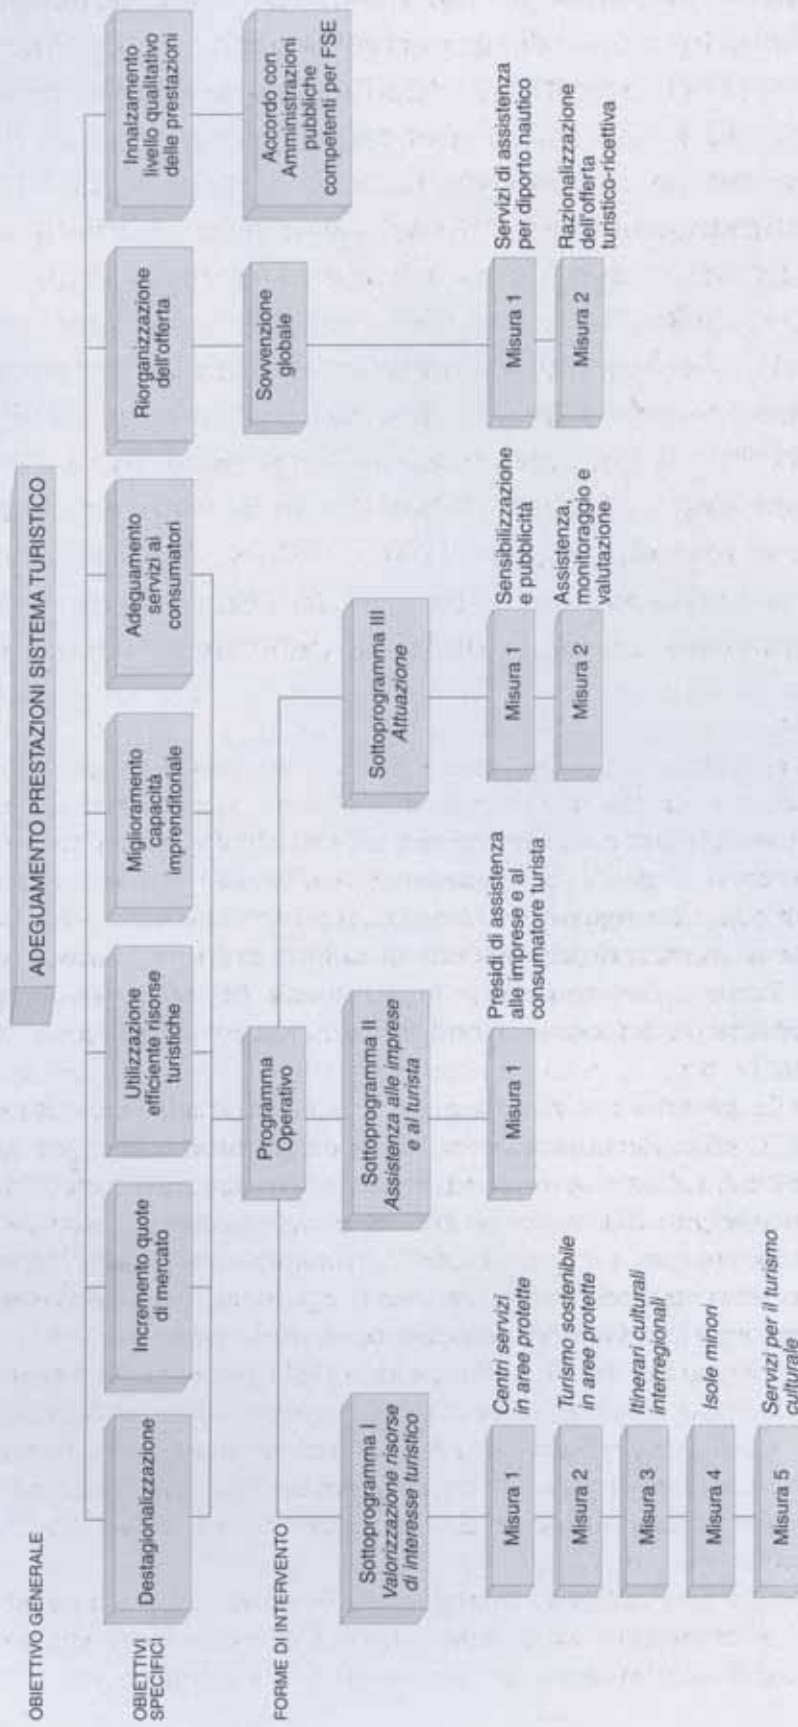 OBIETTIVO GENERALE
ADEGUAMENTO PRESTAZIONI SISTEMA TURISTICO
OBIETTIVI
SPECIFICI
Destagionalizzazione
Incremento quote
di mercato
Utilizzazione
efficiente risorse
turistiche
Miglioramento
capacità
imprenditoriale
Adeguamento
servizi ai
consumatori
Riorganizzazione
dell'offerta
Innalzamento
livello qualitativo
delle prestazioni
FORME DI INTERVENTO
Programma
Operativo
Sovvenzione
globale
Accordo con
Amministrazioni
pubbliche
competenti per FSE
Sottoprogramma I
Valorizzazione risorse
di interesse turistico
Sottoprogramma II
Assistenza alle imprese
e al turista
Sottoprogramma III
Attuazione
Misura 1
Centri servizi
in aree protette
Misura 2
Turismo sostenibile
in aree protette
Misura 3
Itinerari culturali
interregionali
Misura 4
Isole minori
Misura 5
Servizi per il turismo
culturale
Misura 1
Presidi di assistenza
alle imprese e al
consumatore turista
Misura 1
Sensibilizzazione
e pubblicità
Misura 2
Assistenza,
monitoraggio e
valutazione
Misura 1
Servizi di assistenza
per diporto nautico
Misura 2
Razionalizzazione
dell'offerta
turistico-ricettiva